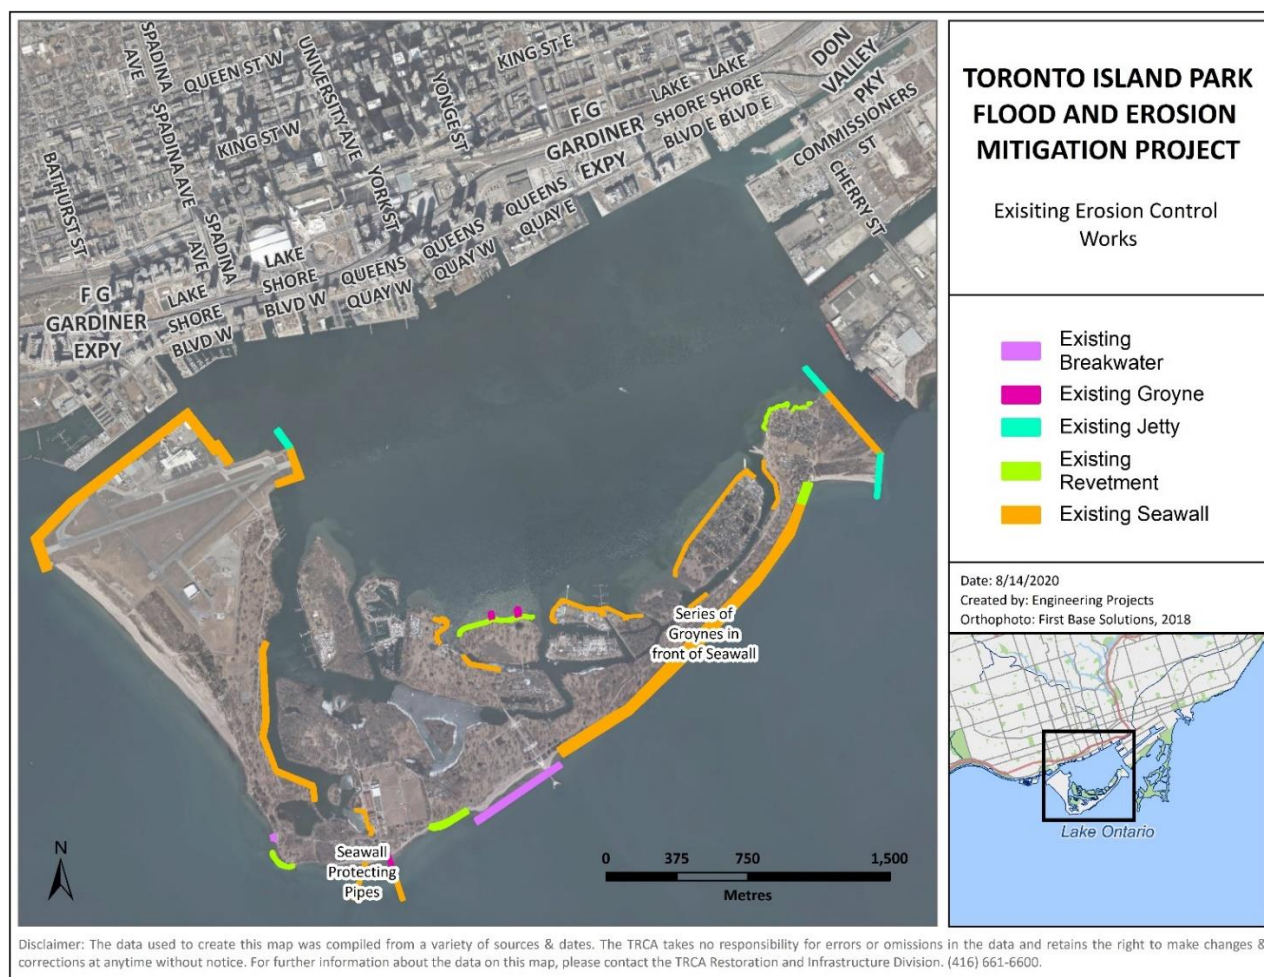 TORONTO ISLAND PARK
FLOOD AND EROSION
MITIGATION PROJECT
Exisiting Erosion Control
Works
Existing
Breakwater
Existing Groyne
Existing Jetty
Existing
Revetment
Existing Seawall
Date: 8/14/2020
Created by: Engineering Projects
Orthophoto: First Base Solutions, 2018
Lake Ontario
SPADINA
AVE
QUEEN ST W
UNIVERSITY AVE
KING ST E
DON
VALLEY
PKY
YONGE ST
LAKE
SHORE
BLVD E
LAKE
SHORE
BLVD E
F G
GARDINER
EXPY
COMMISSIONERS
ST
CHERRY ST
SPADINA AVE
KING ST W
BATHURST ST
YORK ST
QUEENS
QUAY E
QUEENS
QUAY W
SPADINA
AVE
LAKE
SHORE
BLVD W
QUEENS
QUAY W
F G
GARDINER
EXPY
LAKE
SHORE
BLVD W
Series of
Groynes in
front of Seawall
Seawall
Protecting
Pipes
N
0 375 750 1,500
Metres
Disclaimer: The data used to create this map was compiled from a variety of sources & dates. The TRCA takes no responsibility for errors or omissions in the data and retains the right to make changes &
corrections at anytime without notice. For further information about the data on this map, please contact the TRCA Restoration and Infrastructure Division. (416) 661-6600.